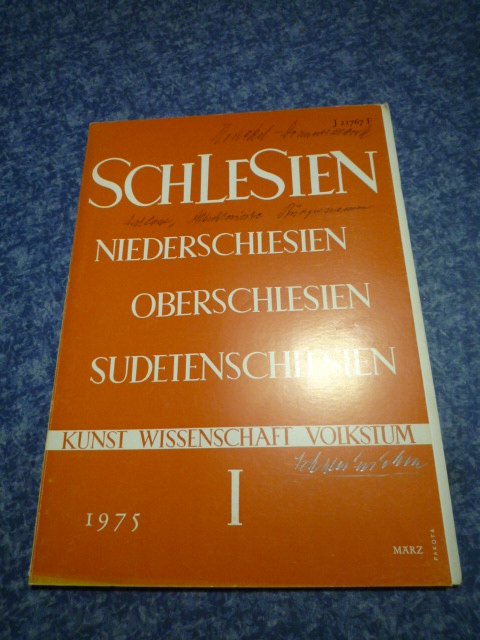 J 21767 F
SCHLESIEN
NIEDERSCHLESIEN
OBERSCHLESIEN
SUDETENSCHLESIEN
KUNST WISSENSCHAFT VOLKSTUM
I
1975
MÄRZ